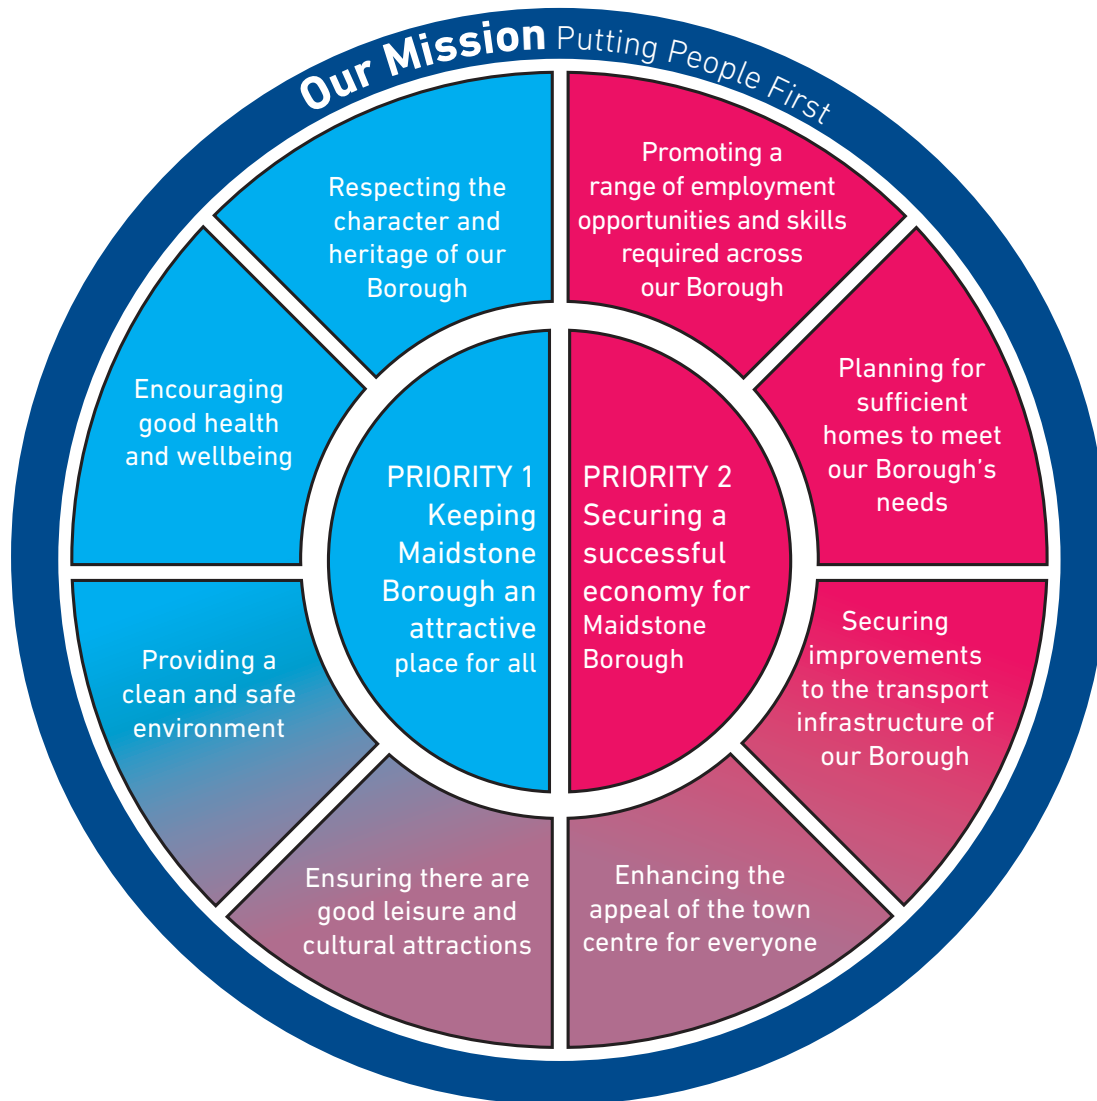 Our Mission Putting People First
Respecting the
character and
heritage of our
Borough
Promoting a
range of employment
opportunities and skills
required across
our Borough
Encouraging
good health
and wellbeing
Planning for
sufficient
homes to meet
our Borough's
needs
PRIORITY 1
Keeping
Maidstone
Borough an
attractive
place for all
PRIORITY 2
Securing a
successful
economy for
Maidstone
Borough
Providing a
clean and safe
environment
Securing
improvements
to the transport
infrastructure of
our Borough
Ensuring there are
good leisure and
cultural attractions
Enhancing the
appeal of the town
centre for everyone